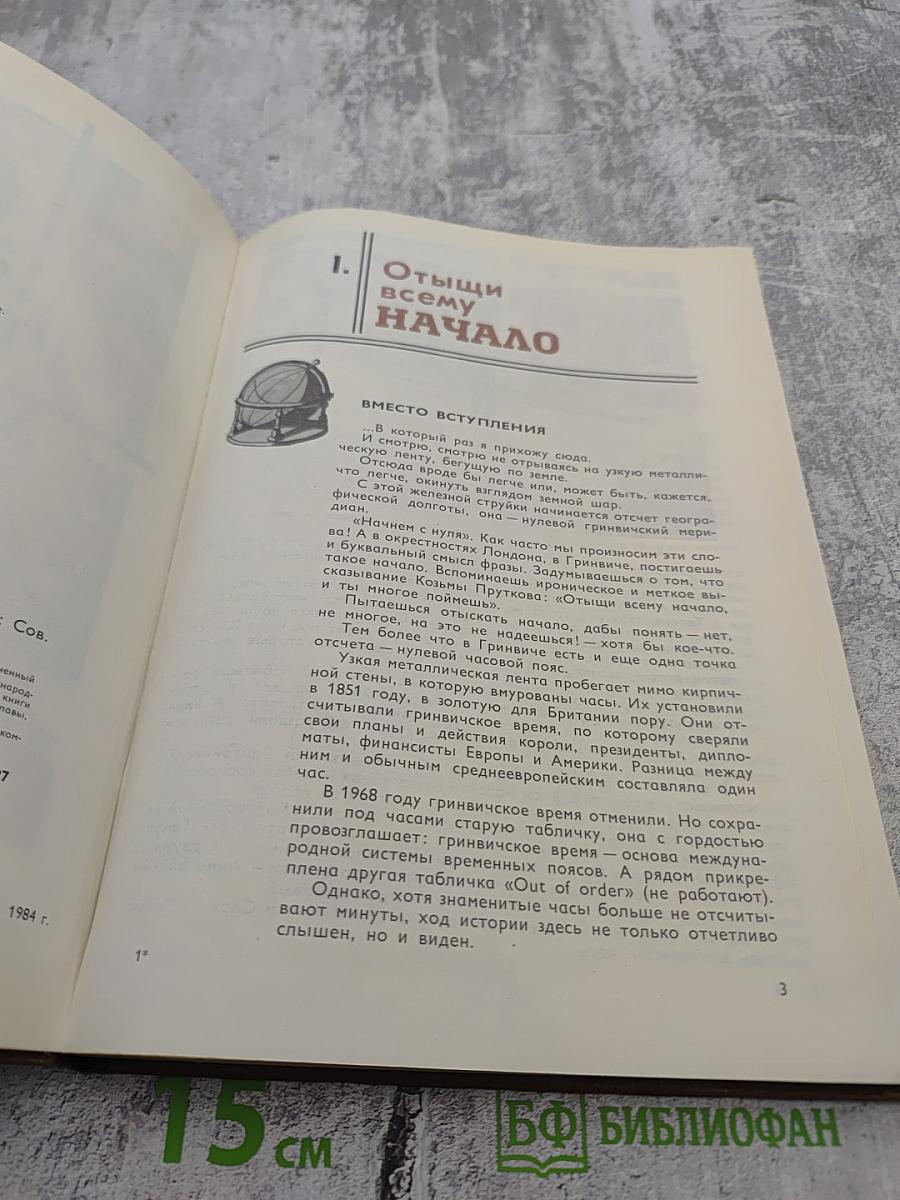 е.
: Сов.
ненный
народ-
книги
лавы,
ком-
97
1984 г.
1.
Отыщи
всему
НАЧАЛО
ВМЕСТО ВСТУПЛЕНИЯ
...В который раз я прихожу сюда.
И смотрю, смотрю не отрываясь на узкую металли-
ческую ленту, бегущую по земле.
Отсюда вроде бы легче или, может быть, кажется,
что легче, окинуть взглядом земной шар.
С этой железной струйки начинается отсчет геогра-
фической долготы, она — нулевой гринвичский мери-
диан.
«Начнем с нуля». Как часто мы произносим эти сло-
ва! А в окрестностях Лондона, в Гринвиче, постигаешь
и буквальный смысл фразы. Задумываешься о том, что
такое начало. Вспоминаешь ироническое и меткое вы-
сказывание Козьмы Пруткова: «Отыщи всему начало,
и ты многое поймешь».
Пытаешься отыскать начало, дабы понять — нет,
не многое, на это не надеешься! — хотя бы кое-что.
Тем более что в Гринвиче есть и еще одна точка
отсчета — нулевой часовой пояс.
Узкая металлическая лента пробегает мимо кирпич-
ной стены, в которую вмурованы часы. Их установили
в 1851 году, в золотую для Британии пору. Они от-
считывали гринвичское время, по которому сверяли
свои планы и действия короли, президенты, дипло-
маты, финансисты Европы и Америки. Разница между
ним и обычным среднеевропейским составляла один
час.
В 1968 году гринвичское время отменили. Но сохра-
нили под часами старую табличку, она с гордостью
провозглашает: гринвичское время — основа междуна-
родной системы временных поясов. А рядом прикре-
плена другая табличка «Out of order» (не работают).
Однако, хотя знаменитые часы больше не отсчиты-
вают минуты, ход истории здесь не только отчетливо
слышен, но и виден.
1*
3
15 см
БФ БИБЛИОФАН